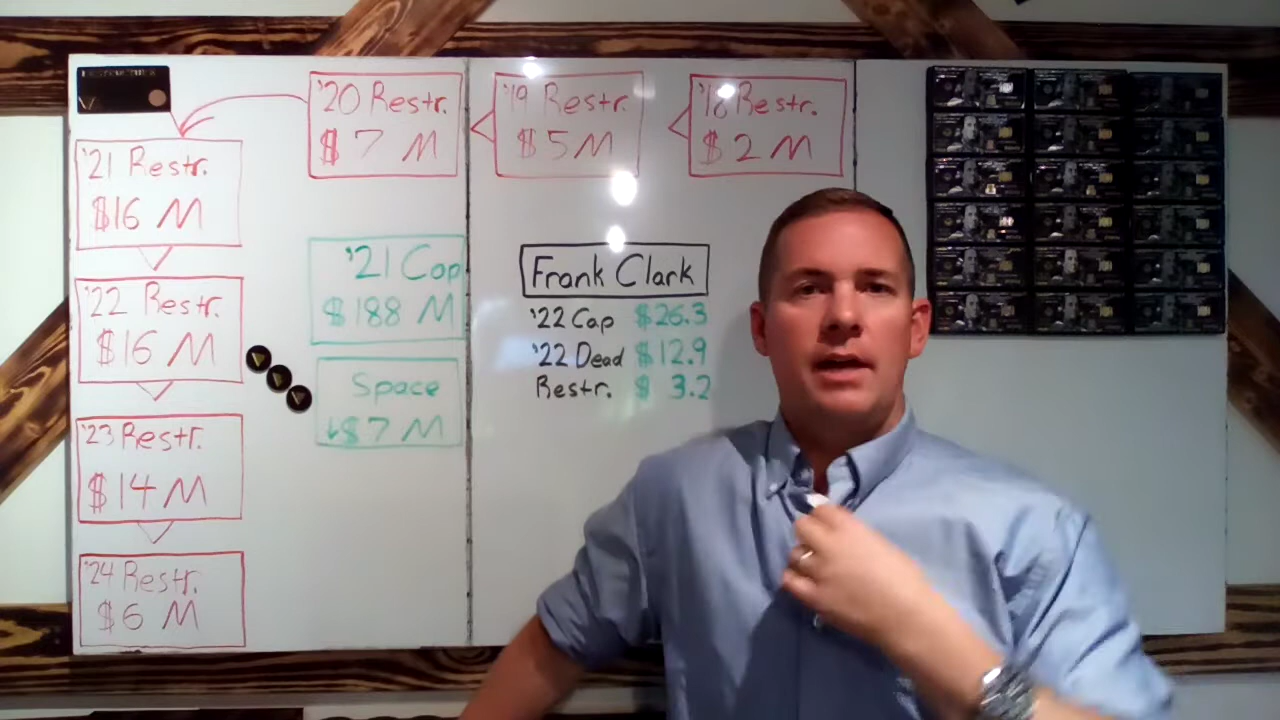 '20 Restr.
$ 7 M
'19 Restr.
$ 5 M
'18 Restr.
$ 2 M
'21 Restr.
$16 M
'22 Restr.
$16 M
'23 Restr.
$14 M
'24 Restr.
$ 6 M
'21 Cap
$188 M
Space
↓$ 7 M
Frank Clark
'22 Cap $26.3
'22 Dead $12.9
Restr. $ 3.2